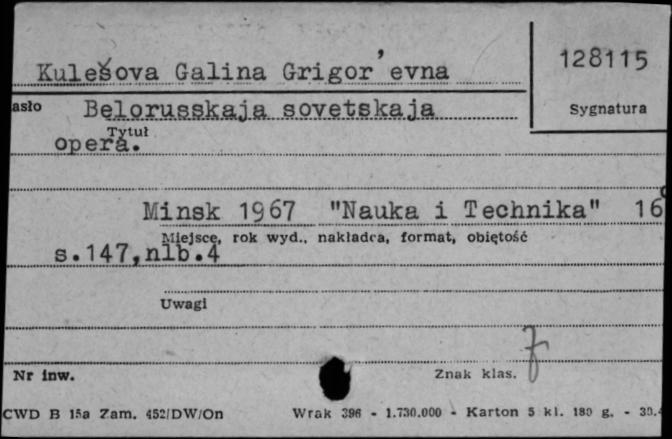 128115
Kulešova Galina Grigor'evna
asło Belorusskaja sovetskaja Sygnatura
Tytuł
opera.
Minsk 1967 "Nauka i Technika" 16°
Miejsce, rok wyd., nakładca, format, objętość
s.147,nlb.4
Uwagi
Nr inw. Znak klas.
CWD B 15a Zam. 452/DW/On Wrak 396 - 1.730.000 - Karton 5 kl. 180 g. - 30.